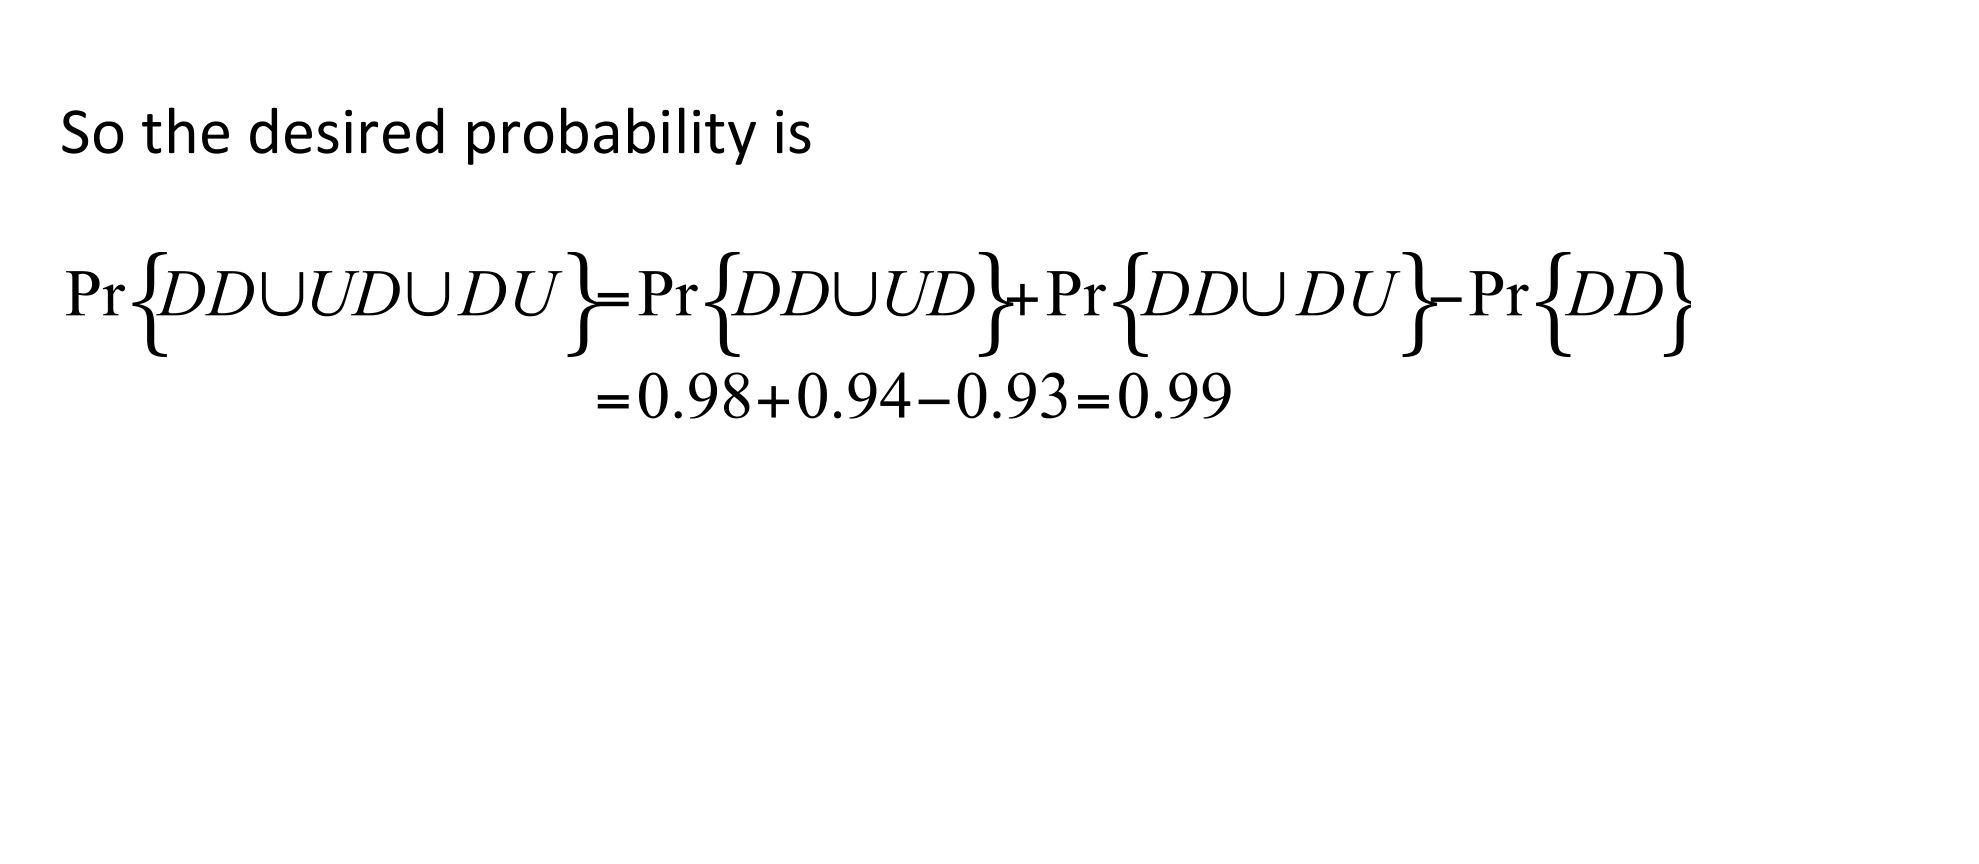 So the desired probability is
Pr{DD∪UD∪DU}=Pr{DD∪UD}+Pr{DD∪DU}−Pr{DD}
=0.98+0.94−0.93=0.99